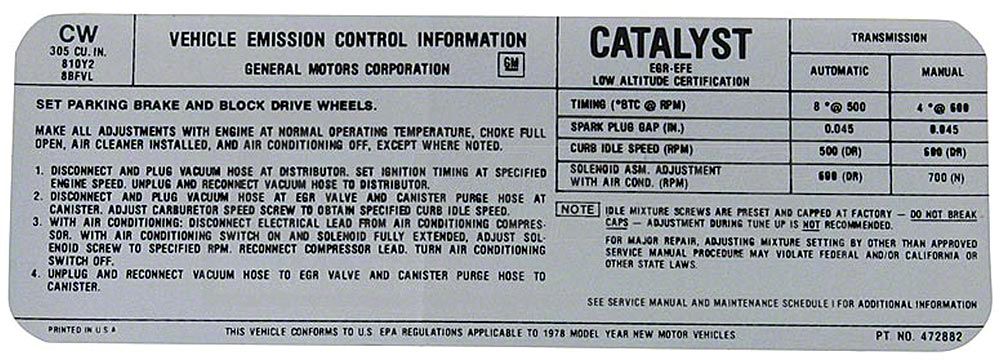 CW
305 CU. IN.
810Y2
8BFVL
VEHICLE EMISSION CONTROL INFORMATION
GENERAL MOTORS CORPORATION GM
CATALYST
EGR-EFE
LOW ALTITUDE CERTIFICATION
TRANSMISSION
AUTOMATIC MANUAL
TIMING (°BTC @ RPM) 8 °@ 500 4 °@ 600
SPARK PLUG GAP (IN.) 0.045 0.045
CURB IDLE SPEED (RPM) 500 (DR) 600 (DR)
SOLENOID ASM. ADJUSTMENT
WITH AIR COND. (RPM) 600 (DR) 700 (N)
SET PARKING BRAKE AND BLOCK DRIVE WHEELS.
MAKE ALL ADJUSTMENTS WITH ENGINE AT NORMAL OPERATING TEMPERATURE, CHOKE FULL
OPEN, AIR CLEANER INSTALLED, AND AIR CONDITIONING OFF, EXCEPT WHERE NOTED.
1. DISCONNECT AND PLUG VACUUM HOSE AT DISTRIBUTOR. SET IGNITION TIMING AT SPECIFIED
ENGINE SPEED. UNPLUG AND RECONNECT VACUUM HOSE TO DISTRIBUTOR.
2. DISCONNECT AND PLUG VACUUM HOSE AT EGR VALVE AND CANISTER PURGE HOSE AT
CANISTER. ADJUST CARBURETOR SPEED SCREW TO OBTAIN SPECIFIED CURB IDLE SPEED.
3. WITH AIR CONDITIONING: DISCONNECT ELECTRICAL LEAD FROM AIR CONDITIONING COMPRES-
SOR. WITH AIR CONDITIONING SWITCH ON AND SOLENOID FULLY EXTENDED, ADJUST SOL-
ENOID SCREW TO SPECIFIED RPM. RECONNECT COMPRESSOR LEAD. TURN AIR CONDITIONING
SWITCH OFF.
4. UNPLUG AND RECONNECT VACUUM HOSE TO EGR VALVE AND CANISTER PURGE HOSE TO
CANISTER.
NOTE IDLE MIXTURE SCREWS ARE PRESET AND CAPPED AT FACTORY — DO NOT BREAK
CAPS — ADJUSTMENT DURING TUNE UP IS NOT RECOMMENDED.
FOR MAJOR REPAIR, ADJUSTING MIXTURE SETTING BY OTHER THAN APPROVED
SERVICE MANUAL PROCEDURE MAY VIOLATE FEDERAL AND/OR CALIFORNIA OR
OTHER STATE LAWS.
SEE SERVICE MANUAL AND MAINTENANCE SCHEDULE I FOR ADDITIONAL INFORMATION
PRINTED IN U S A THIS VEHICLE CONFORMS TO U.S. EPA REGULATIONS APPLICABLE TO 1978 MODEL YEAR NEW MOTOR VEHICLES PT. NO. 472882